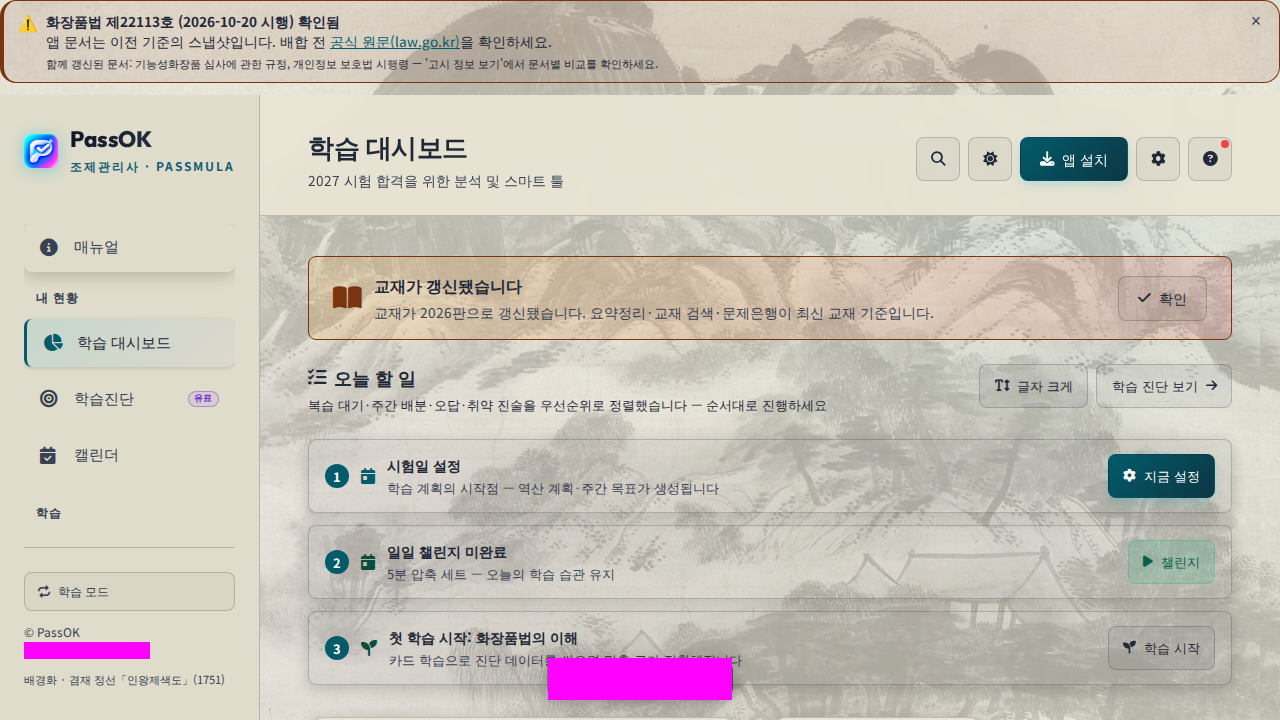 화장품법 제22113호 (2026-10-20 시행) 확인됨
앱 문서는 이전 기준의 스냅샷입니다. 배합 전 공식 원문(law.go.kr)을 확인하세요.
함께 갱신된 문서: 기능성화장품 심사에 관한 규정, 개인정보 보호법 시행령 — '고시 정보 보기'에서 문서별 비교를 확인하세요.
×
PassOK
조제관리사 · PASSMULA
매뉴얼
내 현황
학습 대시보드
학습진단 유료
캘린더
학습
학습 모드
© PassOK
배경화 · 겸재 정선「인왕제색도」(1751)
학습 대시보드
2027 시험 합격을 위한 분석 및 스마트 툴
앱 설치
교재가 갱신됐습니다
교재가 2026판으로 갱신됐습니다. 요약정리·교재 검색·문제은행이 최신 교재 기준입니다.
확인
오늘 할 일
복습 대기·주간 배분·오답·취약 진술을 우선순위로 정렬했습니다 — 순서대로 진행하세요
글자 크게
학습 진단 보기
1
시험일 설정
학습 계획의 시작점 — 역산 계획·주간 목표가 생성됩니다
지금 설정
2
일일 챌린지 미완료
5분 압축 세트 — 오늘의 학습 습관 유지
챌린지
3
첫 학습 시작: 화장품법의 이해
카드 학습으로 진단 데이터
학습 시작